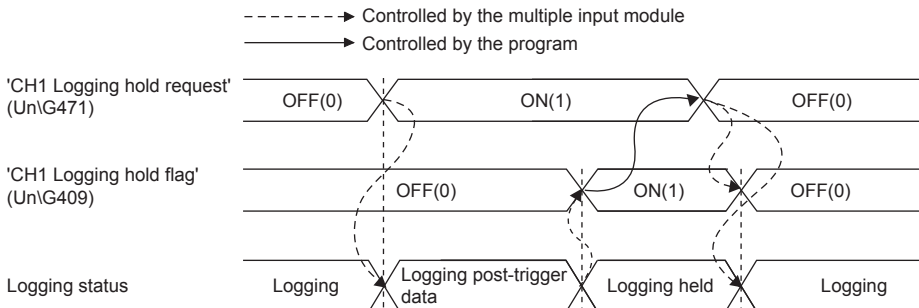 Controlled by the multiple input module
Controlled by the program
'CH1 Logging hold request'
(Un\G471)
OFF(0) ON(1) OFF(0)
'CH1 Logging hold flag'
(Un\G409)
OFF(0) ON(1) OFF(0)
Logging status
Logging
Logging post-trigger
data
Logging held
Logging